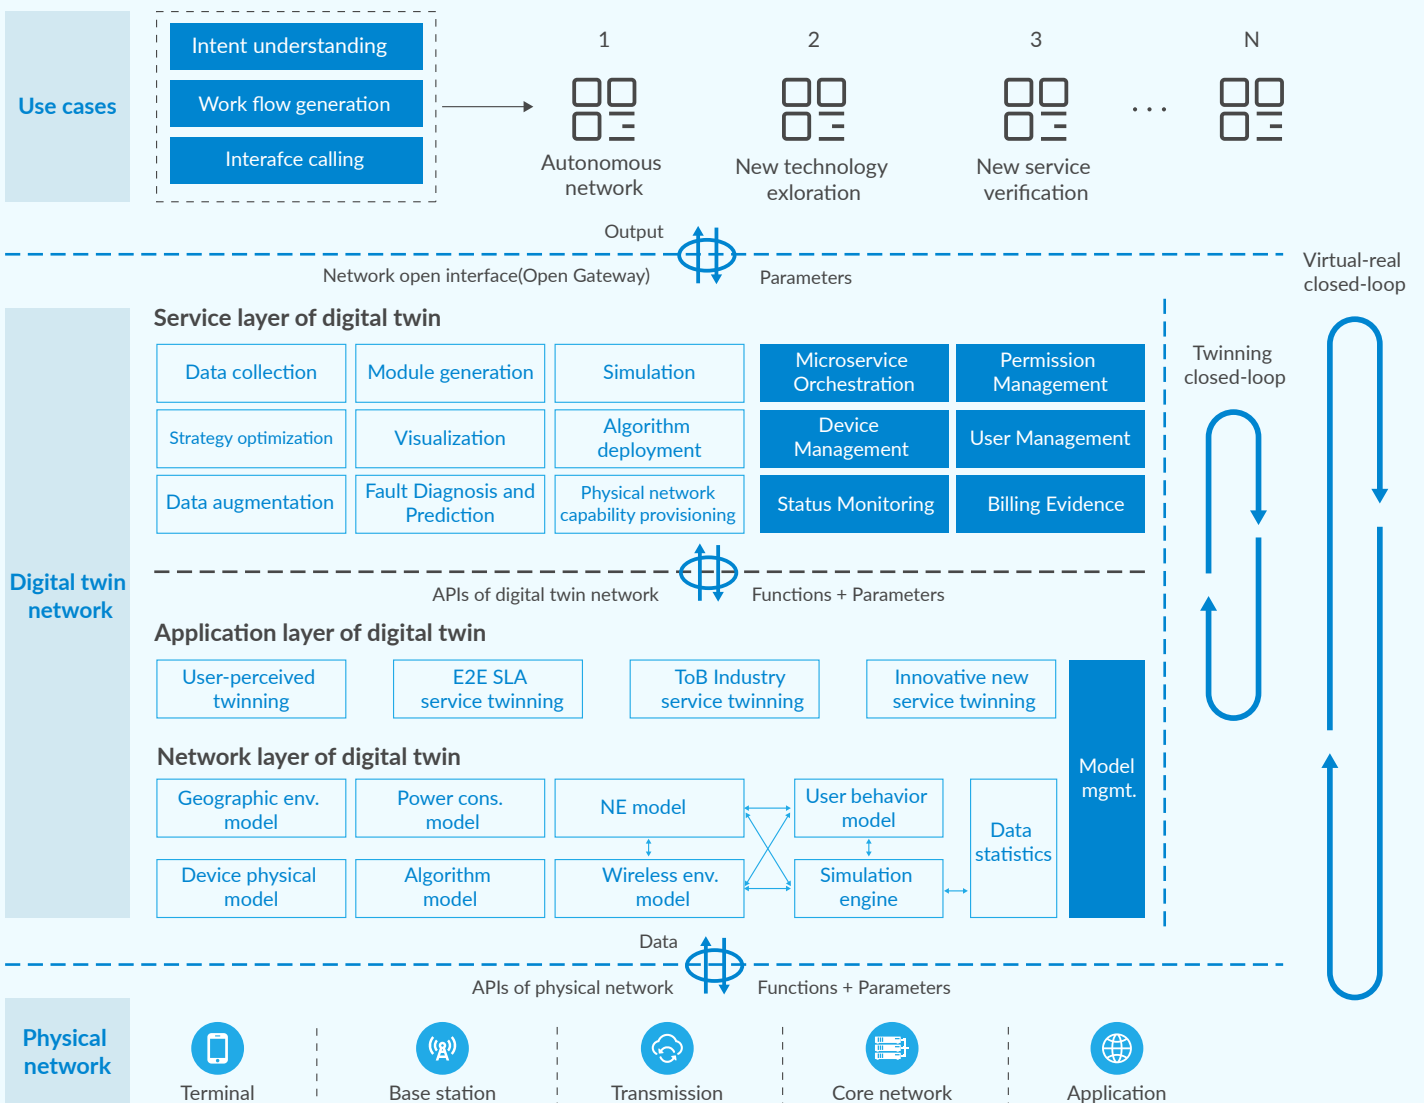 Use cases
Intent understanding
Work flow generation
Interafce calling
1
Autonomous
network
2
New technology
exloration
3
New service
verification
. . .
N
Output
Network open interface(Open Gateway)
Parameters
Virtual-real
closed-loop
Twinning
closed-loop
Digital twin
network
Service layer of digital twin
Data collection
Module generation
Simulation
Microservice
Orchestration
Permission
Management
Strategy optimization
Visualization
Algorithm
deployment
Device
Management
User Management
Data augmentation
Fault Diagnosis and
Prediction
Physical network
capability provisioning
Status Monitoring
Billing Evidence
APIs of digital twin network
Functions + Parameters
Application layer of digital twin
User-perceived
twinning
E2E SLA
service twinning
ToB Industry
service twinning
Innovative new
service twinning
Model
mgmt.
Network layer of digital twin
Geographic env.
model
Power cons.
model
NE model
User behavior
model
Data
statistics
Device physical
model
Algorithm
model
Wireless env.
model
Simulation
engine
Data
APIs of physical network
Functions + Parameters
Physical
network
Terminal
Base station
Transmission
Core network
Application